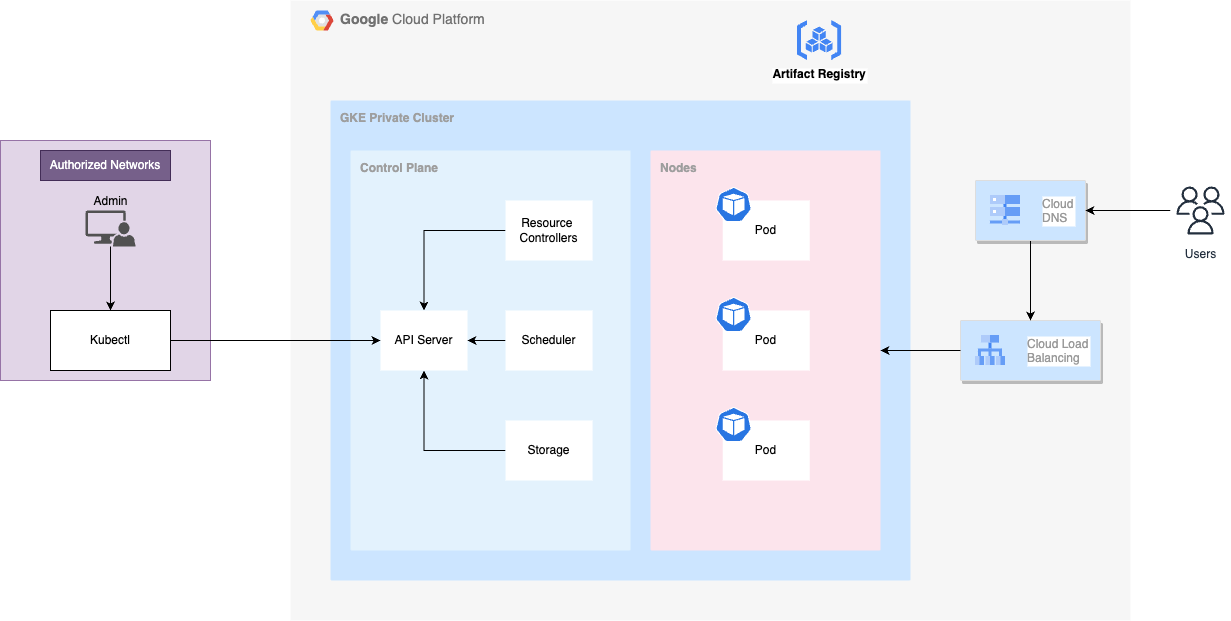 Google Cloud Platform
Artifact Registry
GKE Private Cluster
Authorized Networks
Admin
Kubectl
Control Plane
Resource
Controllers
API Server
Scheduler
Storage
Nodes
Pod
Pod
Pod
Cloud
DNS
Users
Cloud Load
Balancing